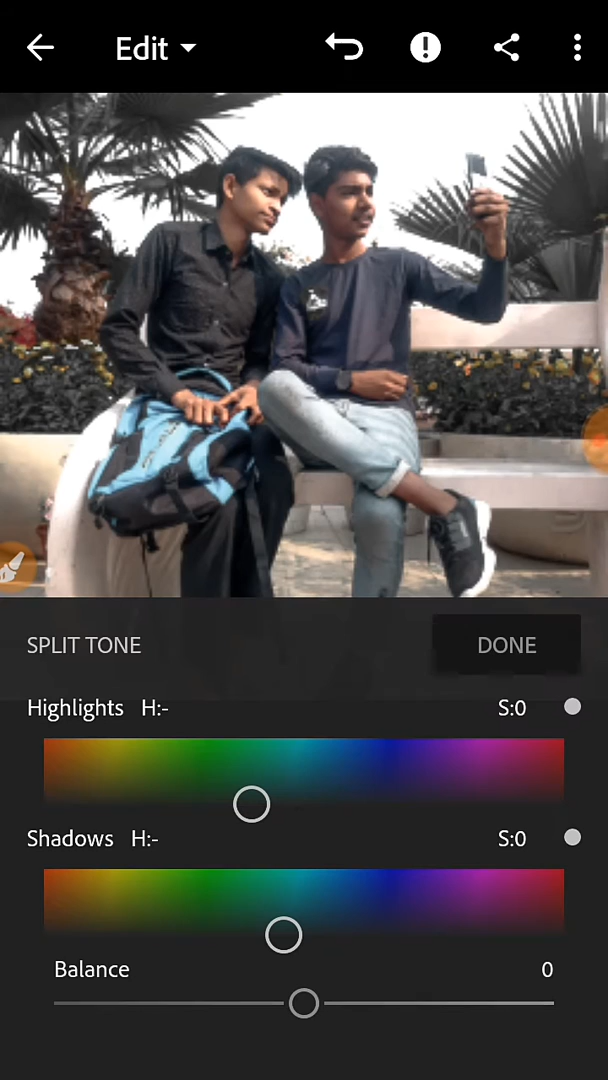 Edit
SPLIT TONE
DONE
Highlights H:- S:0
Shadows H:- S:0
Balance 0